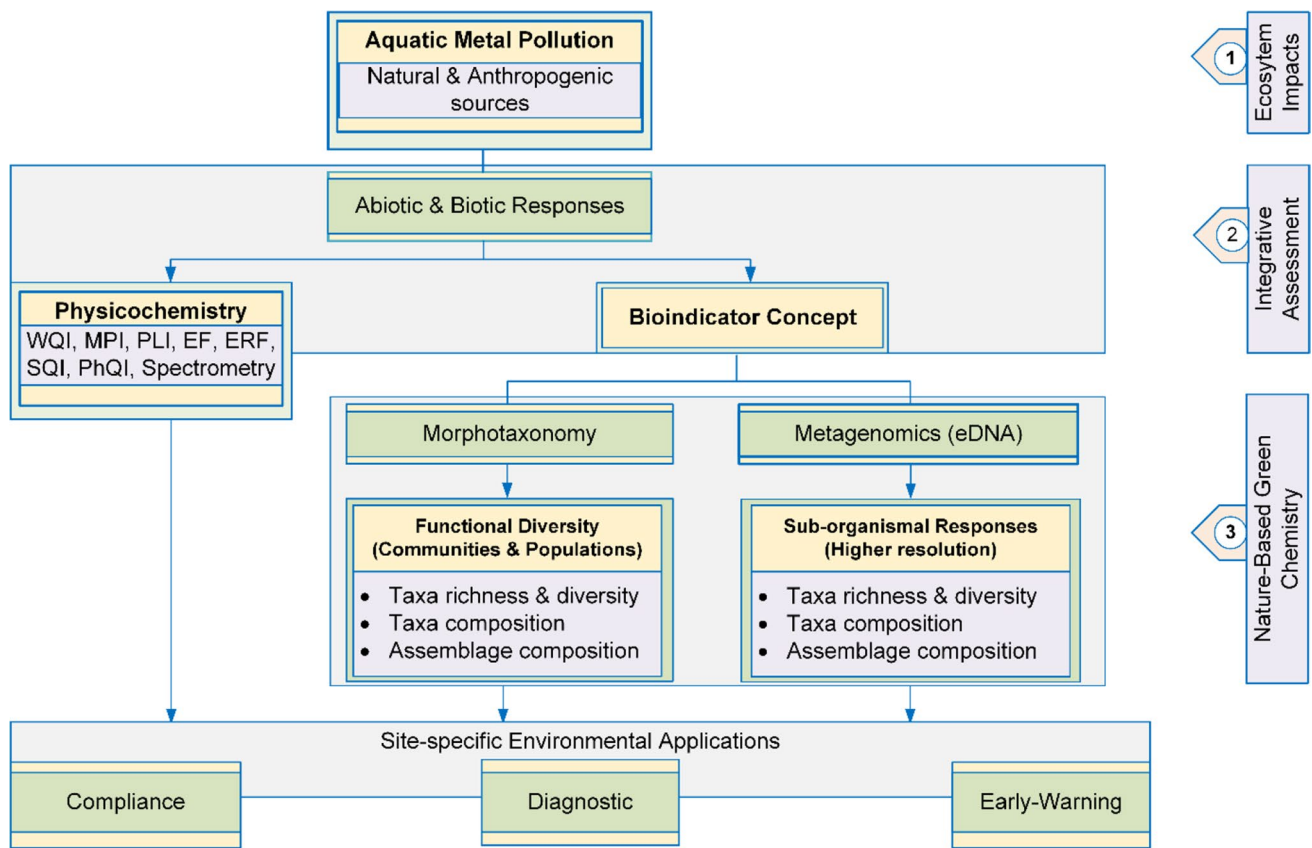 Aquatic Metal Pollution
Natural & Anthropogenic
sources
1
Ecosytem
Impacts
Abiotic & Biotic Responses
2
Integrative
Assessment
Physicochemistry
WQI, MPI, PLI, EF, ERF,
SQI, PhQI, Spectrometry
Bioindicator Concept
Morphotaxonomy
Metagenomics (eDNA)
Functional Diversity
(Communities & Populations)
• Taxa richness & diversity
• Taxa composition
• Assemblage composition
Sub-organismal Responses
(Higher resolution)
• Taxa richness & diversity
• Taxa composition
• Assemblage composition
3
Nature-Based Green
Chemistry
Site-specific Environmental Applications
Compliance
Diagnostic
Early-Warning